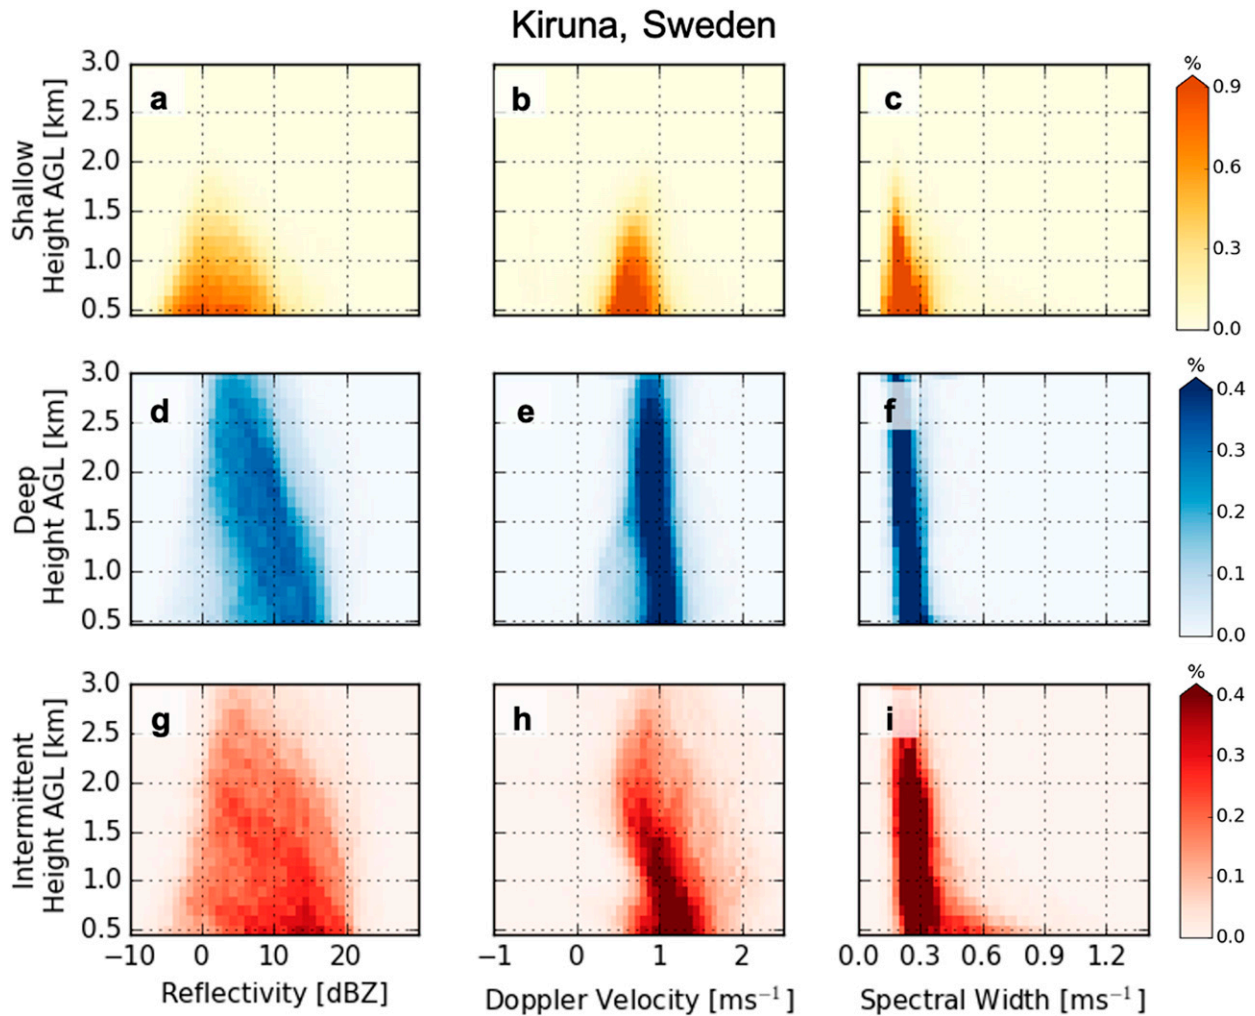 Kiruna, Sweden
Shallow
Height AGL [km]
3.0
2.5
2.0
1.5
1.0
0.5
a
b
c
%
0.9
0.6
0.3
0.0
Deep
Height AGL [km]
3.0
2.5
2.0
1.5
1.0
0.5
d
e
f
%
0.4
0.3
0.2
0.1
0.0
Intermittent
Height AGL [km]
3.0
2.5
2.0
1.5
1.0
0.5
g
h
i
%
0.4
0.3
0.2
0.1
0.0
−10 0 10 20
−1 0 1 2
0.0 0.3 0.6 0.9 1.2
Reflectivity [dBZ]
Doppler Velocity [ms⁻¹]
Spectral Width [ms⁻¹]